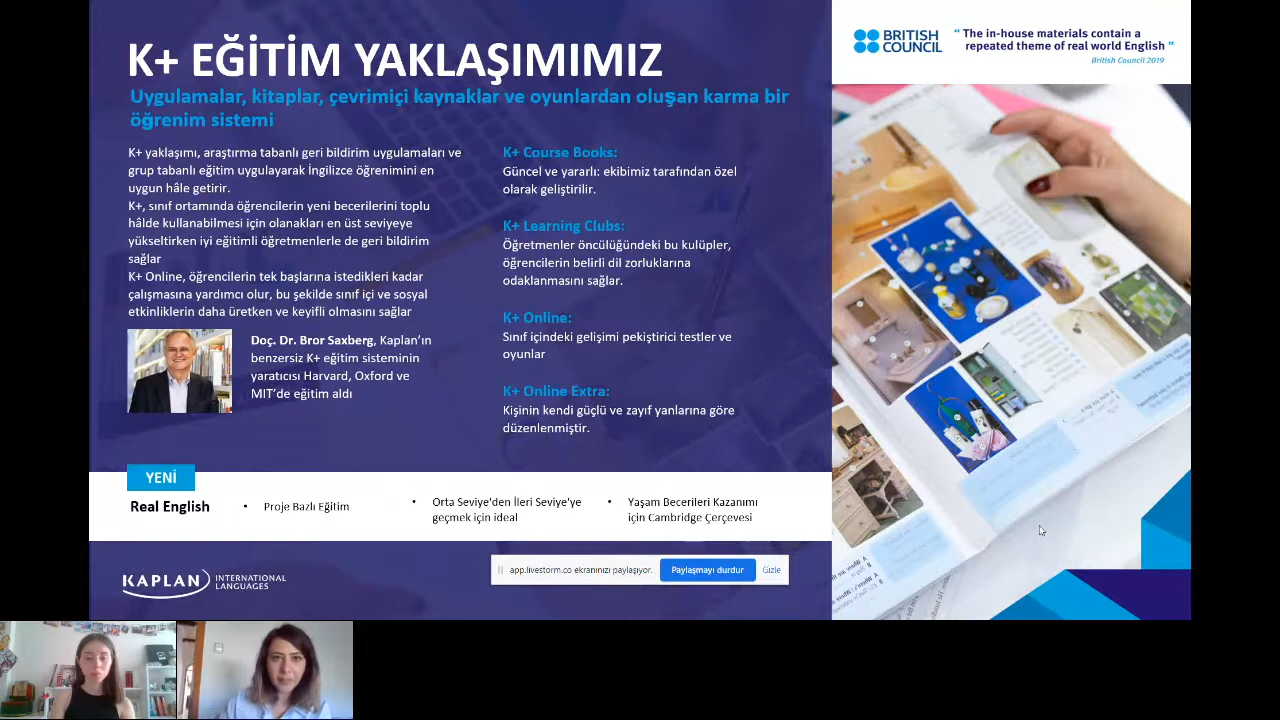 K+ EĞİTİM YAKLAŞIMIMIZ
Uygulamalar, kitaplar, çevrimiçi kaynaklar ve oyunlardan oluşan karma bir
öğrenim sistemi
K+ yaklaşımı, araştırma tabanlı geri bildirim uygulamaları ve
grup tabanlı eğitim uygulayarak İngilizce öğrenimini en
uygun hâle getirir.
K+, sınıf ortamında öğrencilerin yeni becerilerini toplu
hâlde kullanabilmesi için olanakları en üst seviyeye
yükseltirken iyi eğitimli öğretmenlerle de geri bildirim
sağlar
K+ Online, öğrencilerin tek başlarına istedikleri kadar
çalışmasına yardımcı olur, bu şekilde sınıf içi ve sosyal
etkinliklerin daha üretken ve keyifli olmasını sağlar
Doç. Dr. Bror Saxberg, Kaplan'ın
benzersiz K+ eğitim sisteminin
yaratıcısı Harvard, Oxford ve
MIT'de eğitim aldı
K+ Course Books:
Güncel ve yararlı: ekibimiz tarafından özel
olarak geliştirilir.
K+ Learning Clubs:
Öğretmenler öncülüğündeki bu kulüpler,
öğrencilerin belirli dil zorluklarına
odaklanmasını sağlar.
K+ Online:
Sınıf içindeki gelişimi pekiştirici testler ve
oyunlar
K+ Online Extra:
Kişinin kendi güçlü ve zayıf yanlarına göre
düzenlenmiştir.
BRITISH
COUNCIL
“ The in-house materials contain a
repeated theme of real world English ”
British Council 2019
YENİ
Real English
• Proje Bazlı Eğitim
• Orta Seviye'den İleri Seviye'ye
geçmek için ideal
• Yaşam Becerileri Kazanımı
için Cambridge Çerçevesi
KAPLAN INTERNATIONAL
LANGUAGES
app.livestorm.co ekranınızı paylaşıyor. Paylaşmayı durdur Gizle